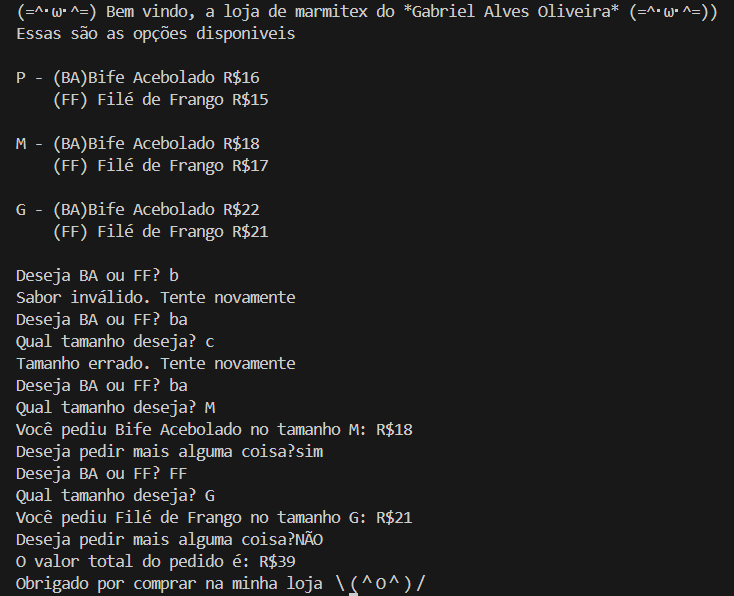 (=^･ω･^=) Bem vindo, a loja de marmitex do *Gabriel Alves Oliveira* (=^･ω･^=))
Essas são as opções disponiveis
P - (BA)Bife Acebolado R$16
(FF) Filé de Frango R$15
M - (BA)Bife Acebolado R$18
(FF) Filé de Frango R$17
G - (BA)Bife Acebolado R$22
(FF) Filé de Frango R$21
Deseja BA ou FF? b
Sabor inválido. Tente novamente
Deseja BA ou FF? ba
Qual tamanho deseja? c
Tamanho errado. Tente novamente
Deseja BA ou FF? ba
Qual tamanho deseja? M
Você pediu Bife Acebolado no tamanho M: R$18
Deseja pedir mais alguma coisa?sim
Deseja BA ou FF? FF
Qual tamanho deseja? G
Você pediu Filé de Frango no tamanho G: R$21
Deseja pedir mais alguma coisa?NÃO
O valor total do pedido é: R$39
Obrigado por comprar na minha loja \(^O^)/